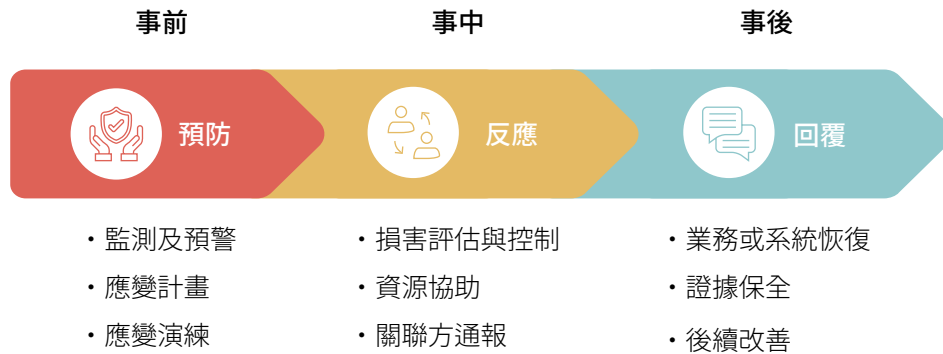 事前
事中
事後
預防
反應
回覆
・監測及預警
・應變計畫
・應變演練
・損害評估與控制
・資源協助
・關聯方通報
・業務或系統恢復
・證據保全
・後續改善